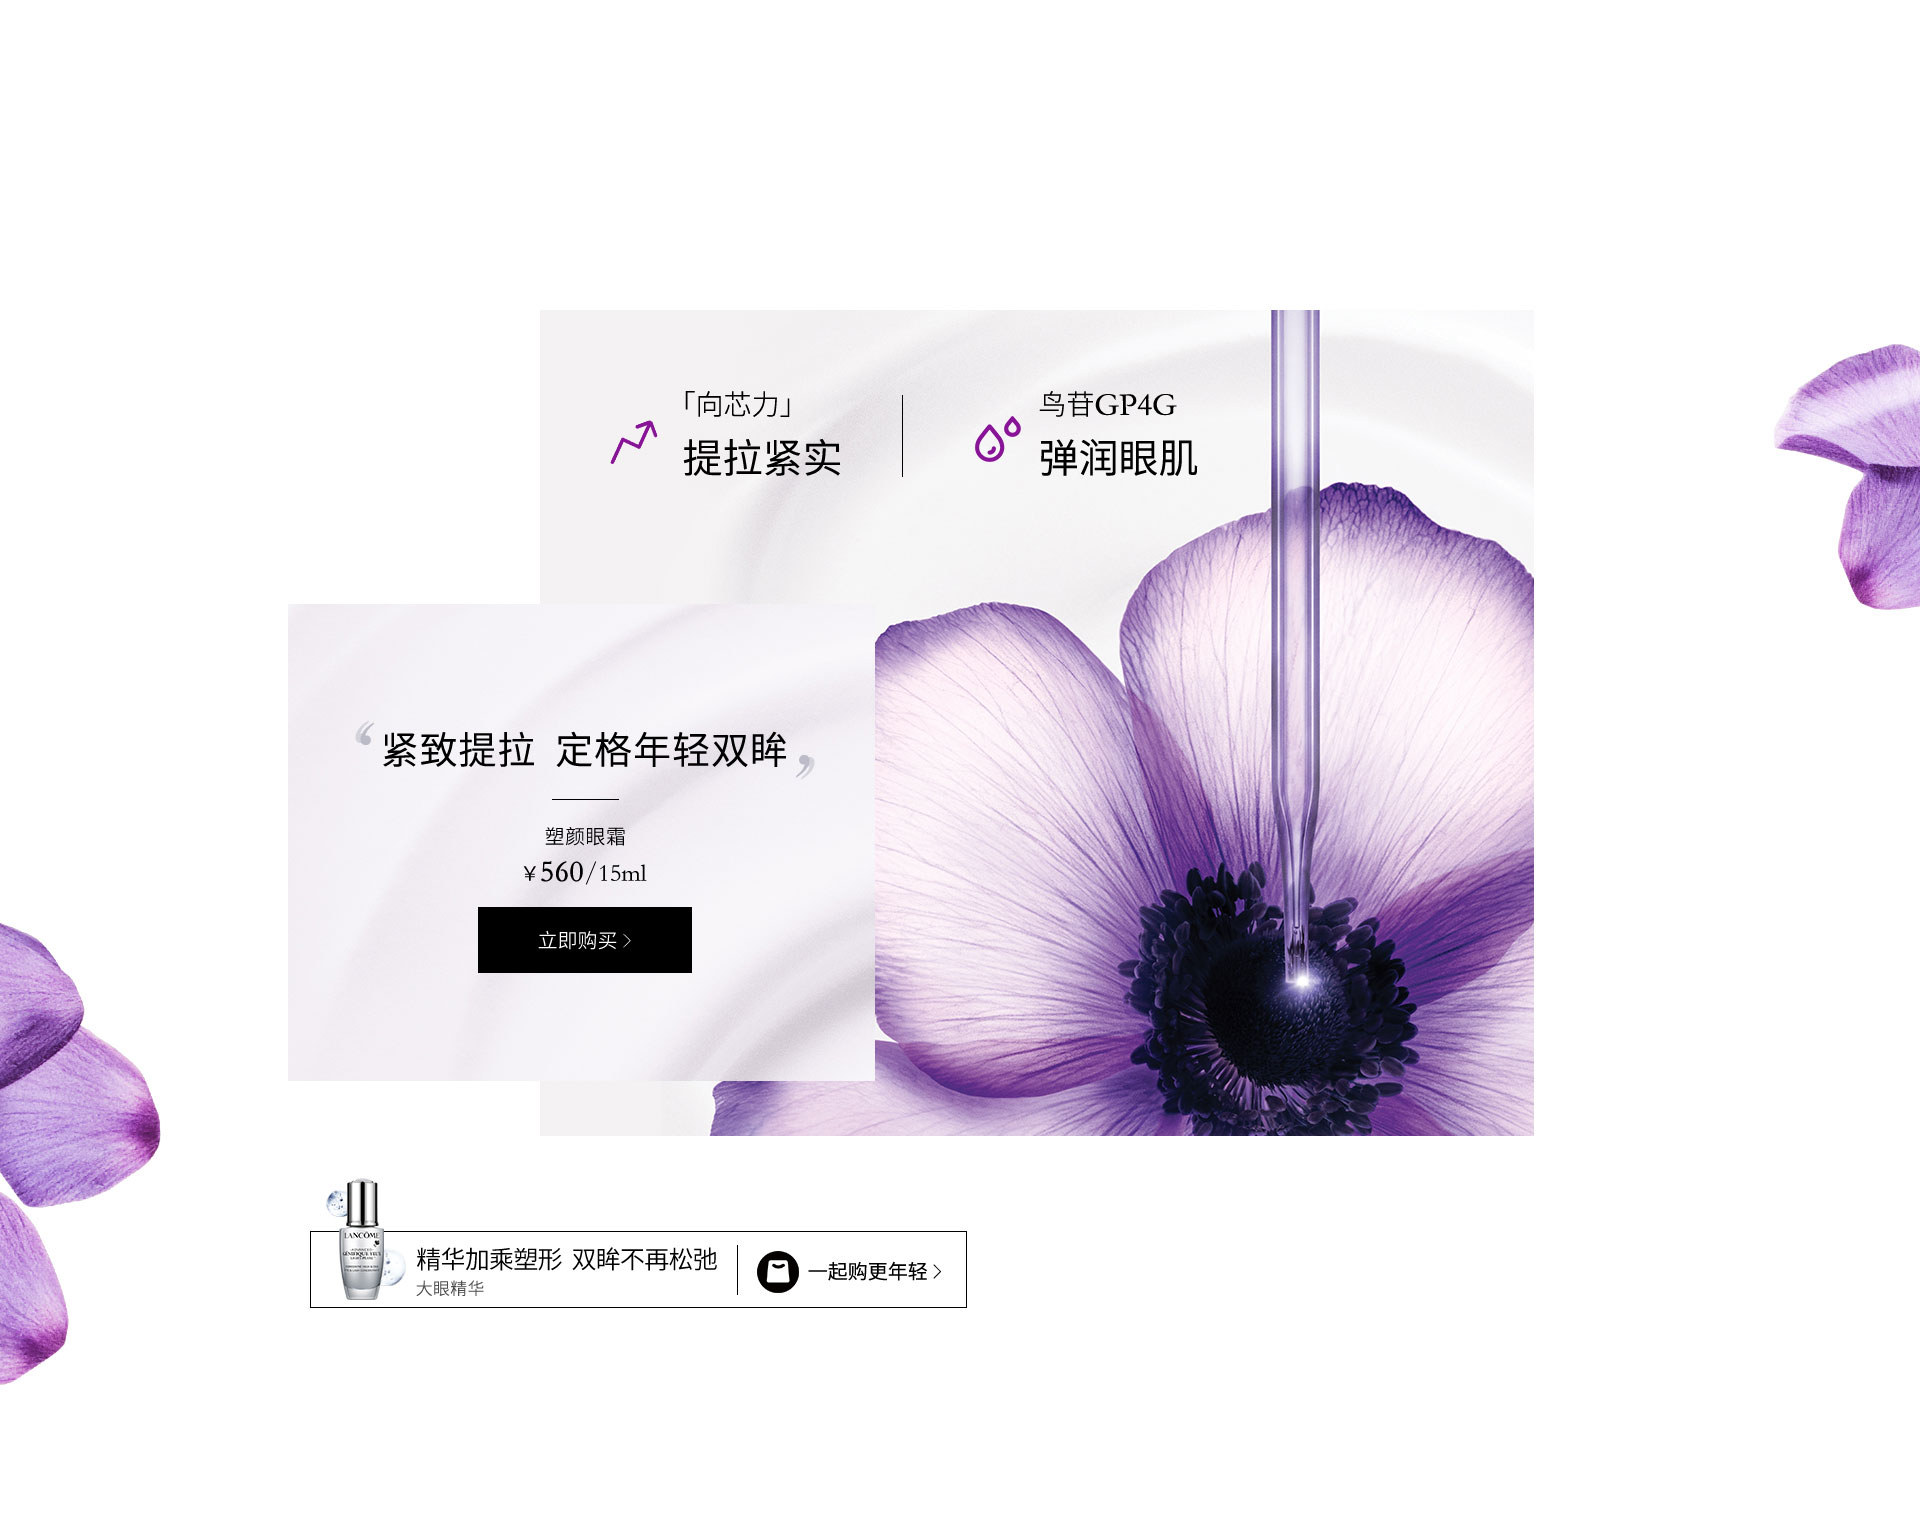 「向芯力」
提拉紧实
鸟苷GP4G
弹润眼肌
“紧致提拉 定格年轻双眸”
塑颜眼霜
¥560/15ml
立即购买 >
LANCÔME
精华加乘塑形 双眸不再松弛
大眼精华
一起购更年轻 >